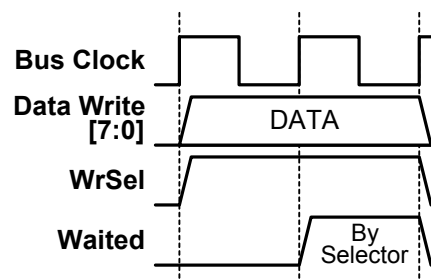 Bus Clock
Data Write
[7:0]
DATA
WrSel
Waited
By
Selector